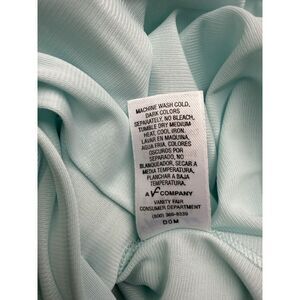 MACHINE WASH COLD,
DARK COLORS
SEPARATELY, NO BLEACH,
TUMBLE DRY MEDIUM
HEAT, COOL IRON.
LAVAR EN MAQUINA,
AGUA FRIA, COLORES
OSCUROS POR
SEPARADO, NO
BLANQUEADOR, SECAR A
MEDIA TEMPERATURA,
PLANCHAR A BAJA
TEMPERATURA.
A VF COMPANY
VANITY FAIR
CONSUMER DEPARTMENT
DOM